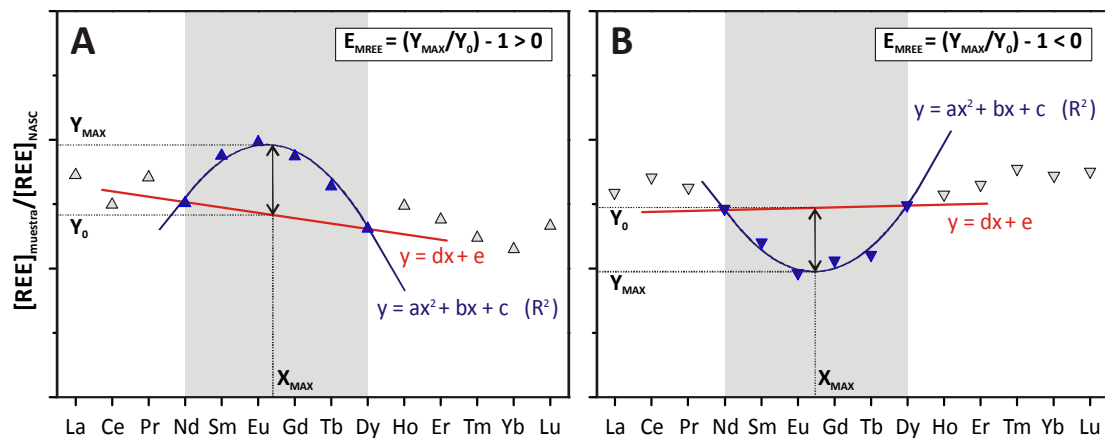 A
E_MREE = (Y_MAX/Y_0) - 1 > 0
[REE]_muestra/[REE]_NASC
Y_MAX
Y_0
y = dx + e
y = ax² + bx + c (R²)
X_MAX
La Ce Pr Nd Sm Eu Gd Tb Dy Ho Er Tm Yb Lu
B
E_MREE = (Y_MAX/Y_0) - 1 < 0
y = ax² + bx + c (R²)
Y_0
y = dx + e
Y_MAX
X_MAX
La Ce Pr Nd Sm Eu Gd Tb Dy Ho Er Tm Yb Lu